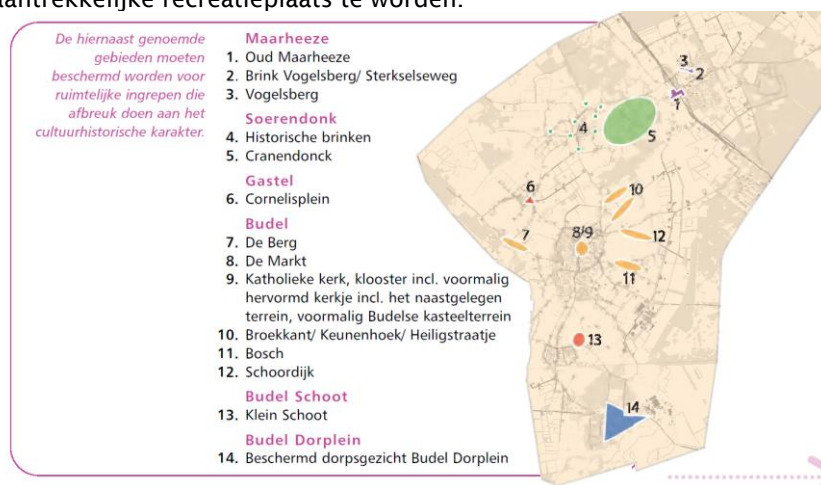 aantrekkelijke recreatieplaats te worden.
De hiernaast genoemde
gebieden moeten
beschermd worden voor
ruimtelijke ingrepen die
afbreuk doen aan het
cultuurhistorische karakter.
Maarheeze
1. Oud Maarheeze
2. Brink Vogelsberg/ Sterkselseweg
3. Vogelsberg
Soerendonk
4. Historische brinken
5. Cranendonck
Gastel
6. Cornelisplein
Budel
7. De Berg
8. De Markt
9. Katholieke kerk, klooster incl. voormalig
hervormd kerkje incl. het naastgelegen
terrein, voormalig Budelse kasteelterrein
10. Broekkant/ Keunenhoek/ Heiligstraatje
11. Bosch
12. Schoordijk
Budel Schoot
13. Klein Schoot
Budel Dorplein
14. Beschermd dorpsgezicht Budel Dorplein
3
2
1
4
5
6
10
7
8/9
12
11
13
14